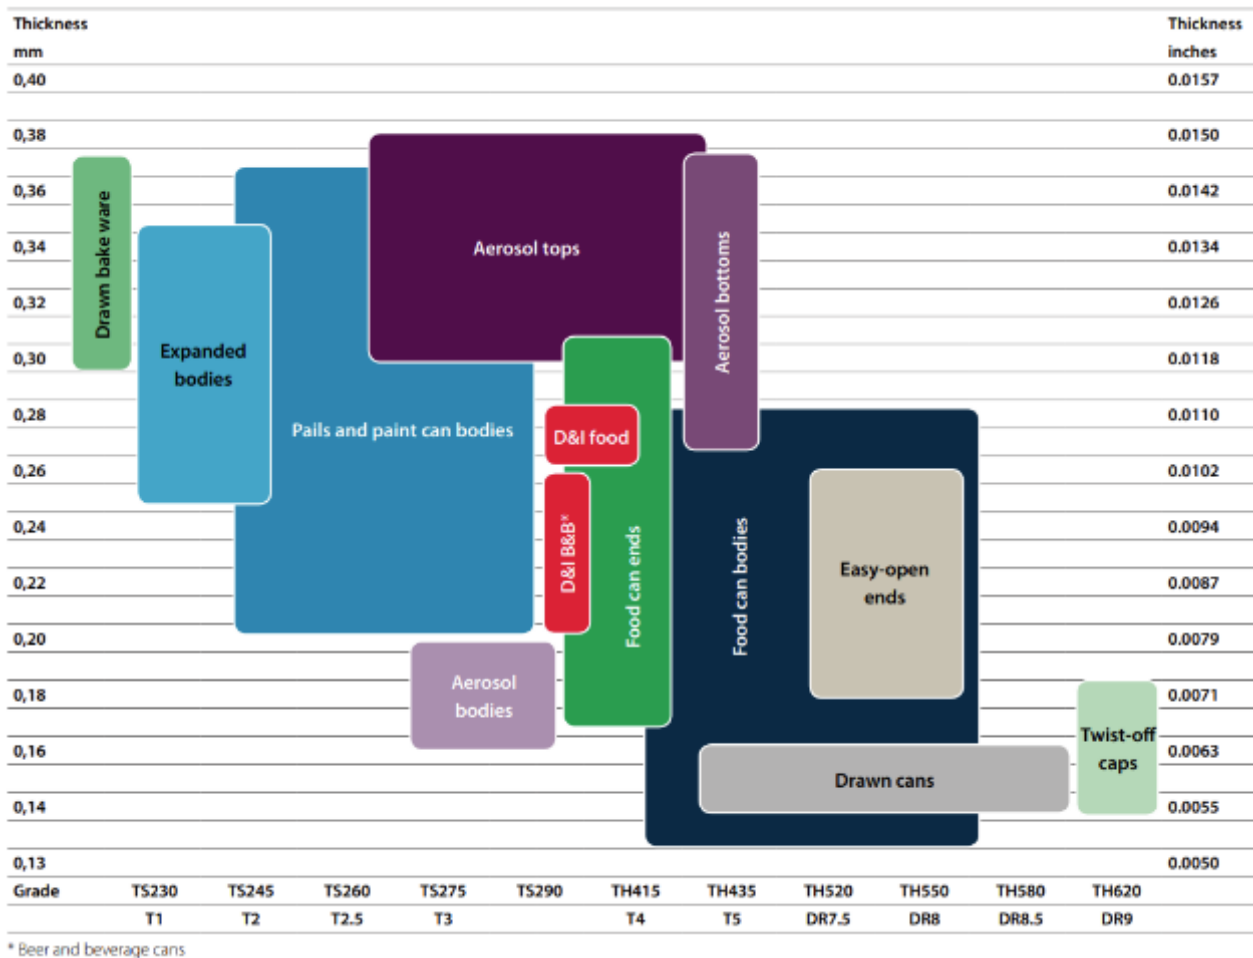 Thickness Thickness
mm inches
0,40 0.0157
0,38 0.0150
0,36 0.0142
0,34 0.0134
0,32 0.0126
0,30 0.0118
0,28 0.0110
0,26 0.0102
0,24 0.0094
0,22 0.0087
0,20 0.0079
0,18 0.0071
0,16 0.0063
0,14 0.0055
0,13 0.0050
Drawn bake ware
Expanded
bodies
Pails and paint can bodies
Aerosol tops
Aerosol bottoms
D&I food
D&I B&B*
Food can ends
Food can bodies
Easy-open
ends
Aerosol
bodies
Drawn cans
Twist-off
caps
Grade TS230 TS245 TS260 TS275 TS290 TH415 TH435 TH520 TH550 TH580 TH620
T1 T2 T2.5 T3 T4 T5 DR7.5 DR8 DR8.5 DR9
* Beer and beverage cans